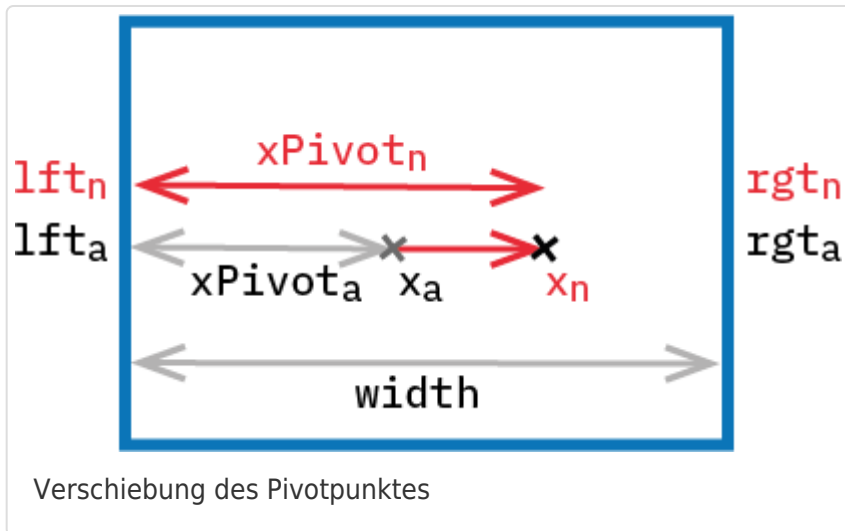 xPivotn
lftn rgtn
lfta rgta
xPivota xa xn
width
Verschiebung des Pivotpunktes